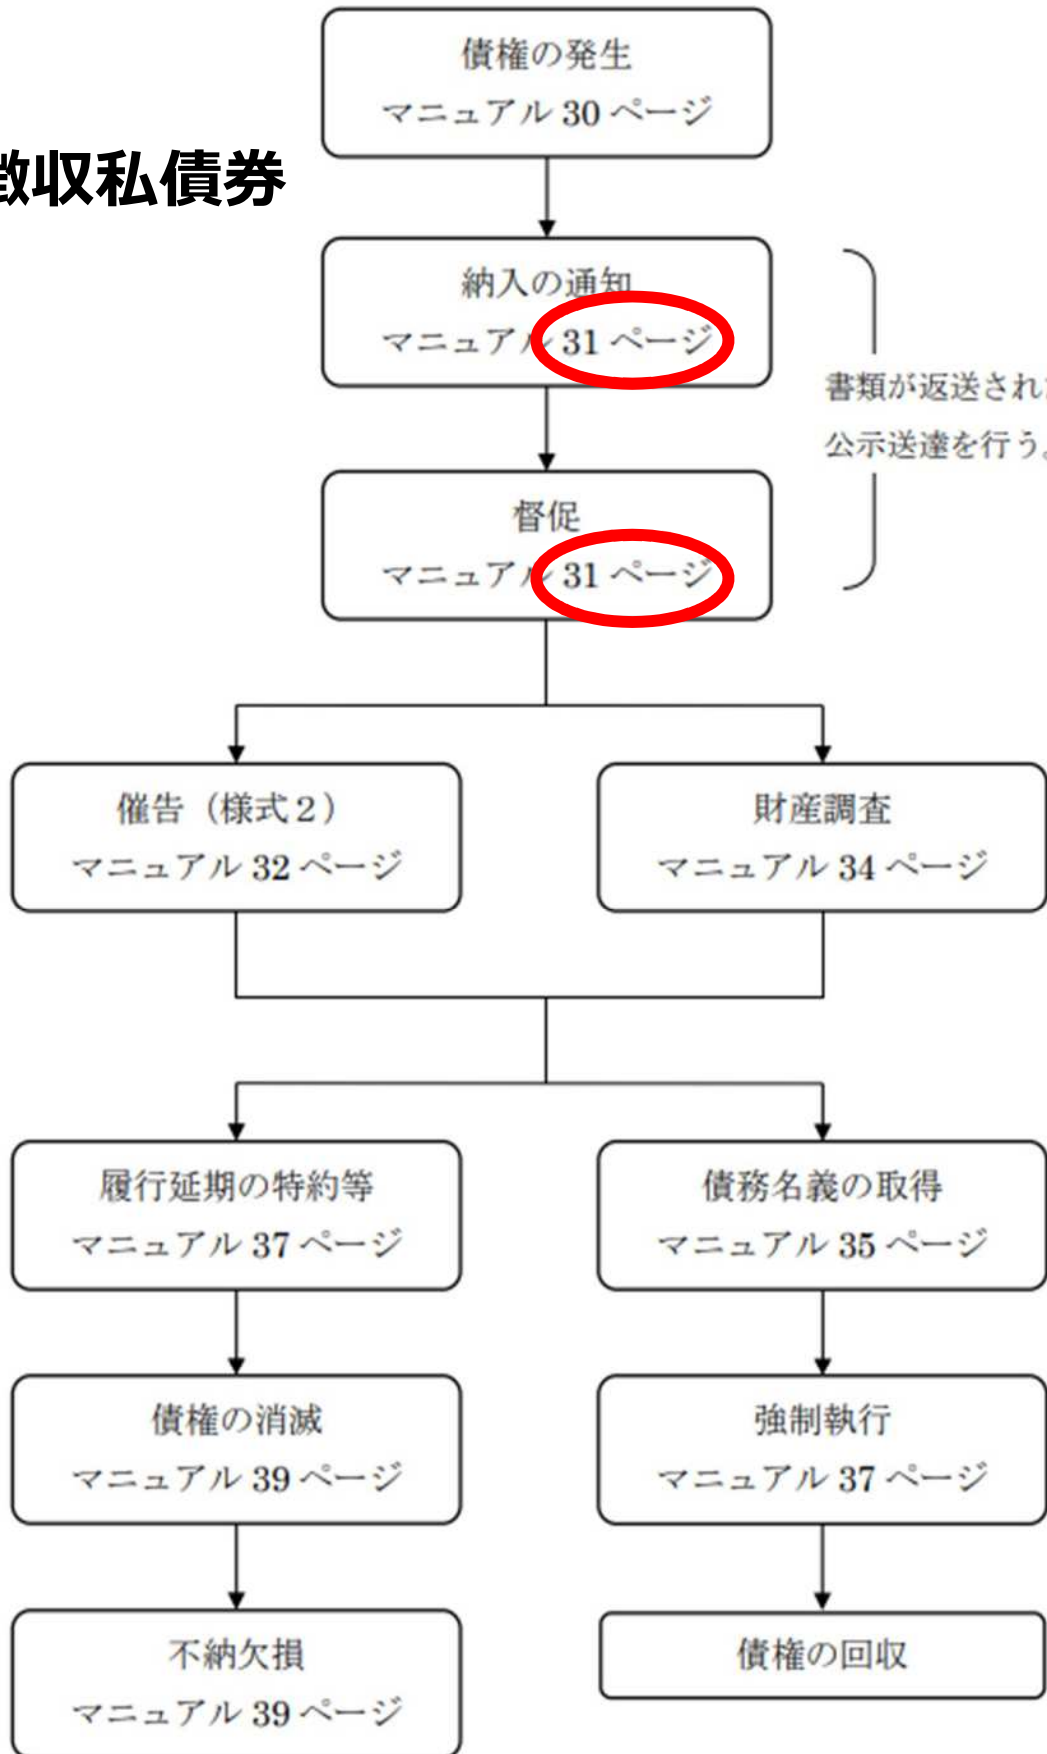 債権の発生
マニュアル 30 ページ
徴収私債券
納入の通知
マニュアル 31 ページ
書類が返送され
公示送達を行う。
督促
マニュアル 31 ページ
催告（様式２）
マニュアル 32 ページ
財産調査
マニュアル 34 ページ
履行延期の特約等
マニュアル 37 ページ
債務名義の取得
マニュアル 35 ページ
債権の消滅
マニュアル 39 ページ
強制執行
マニュアル 37 ページ
不納欠損
マニュアル 39 ページ
債権の回収